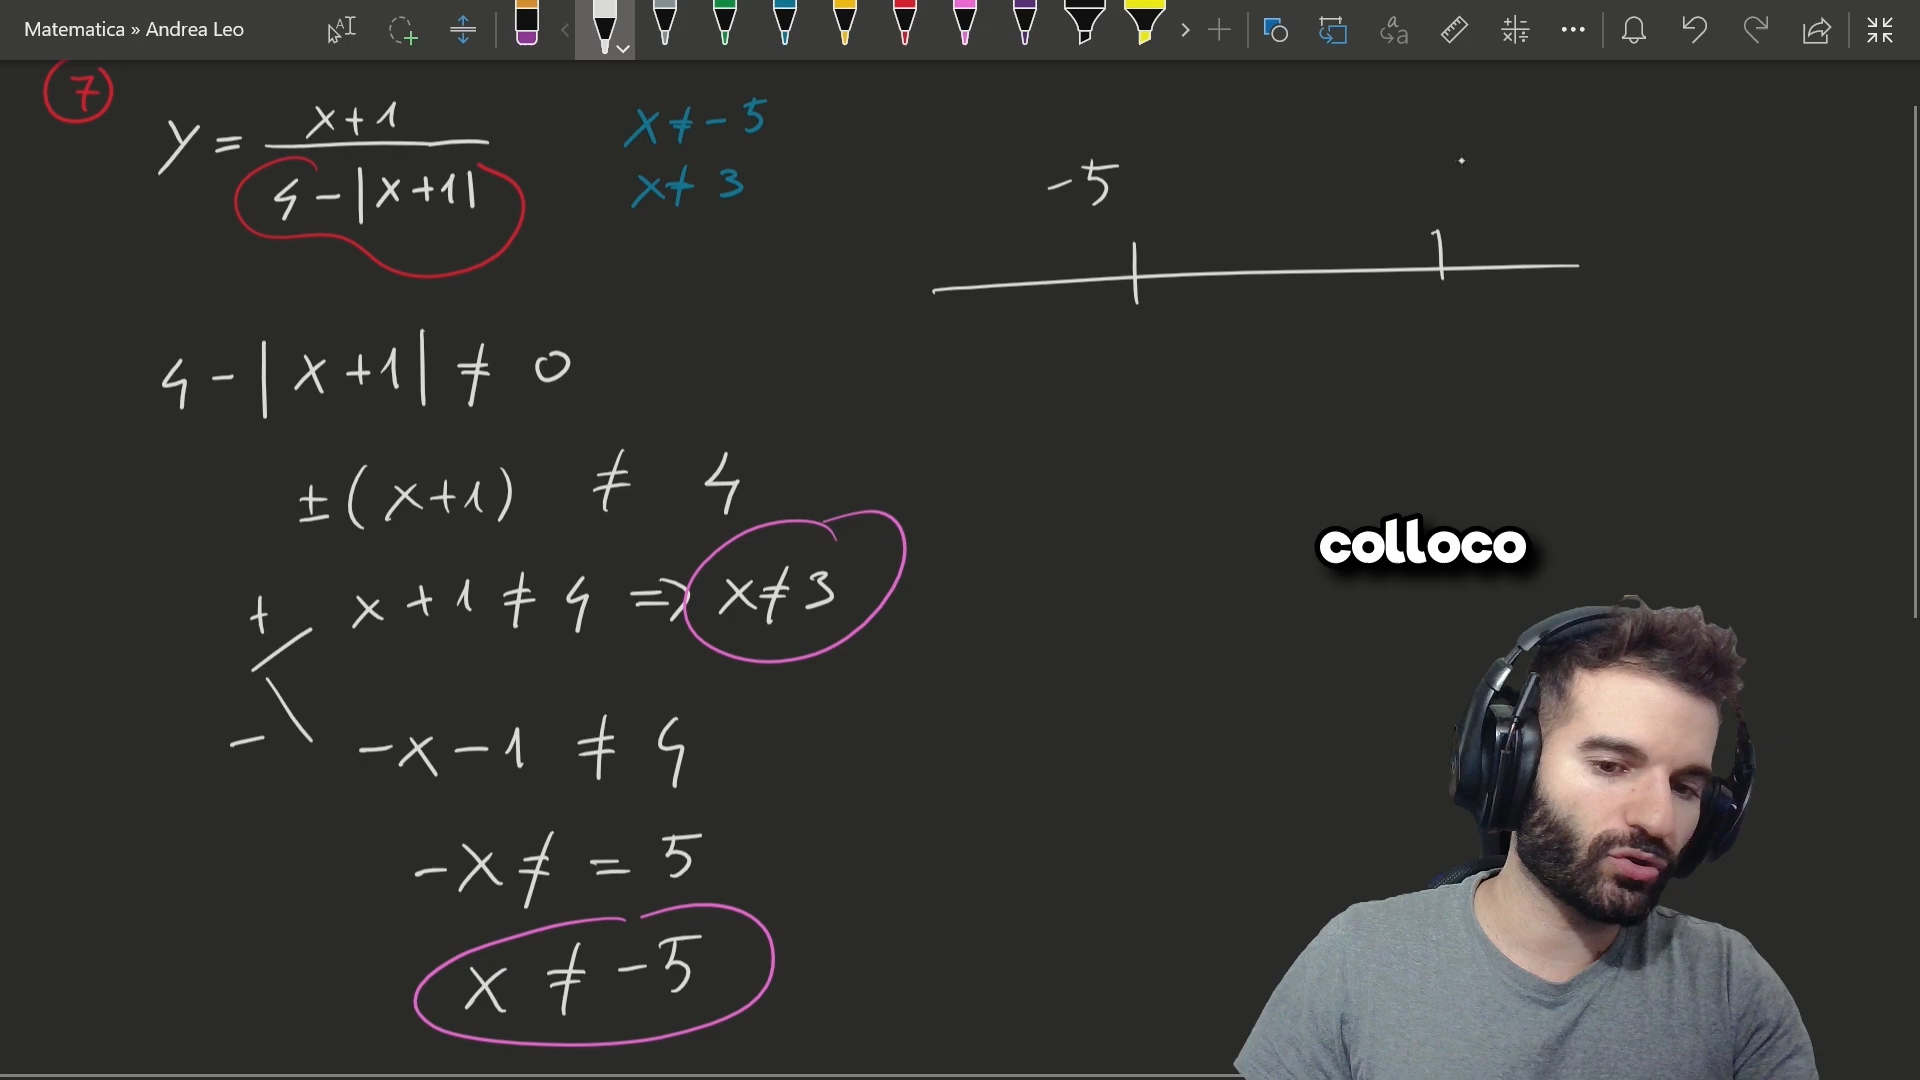 Matematica » Andrea Leo
7
y = x+1 / 4-|x+1|
x≠-5
x≠3
-5
4-|x+1| ≠ 0
±(x+1) ≠ 4
+ x+1 ≠ 4 => x≠3
colloco
- -x-1 ≠ 4
-x ≠ = 5
x ≠ -5